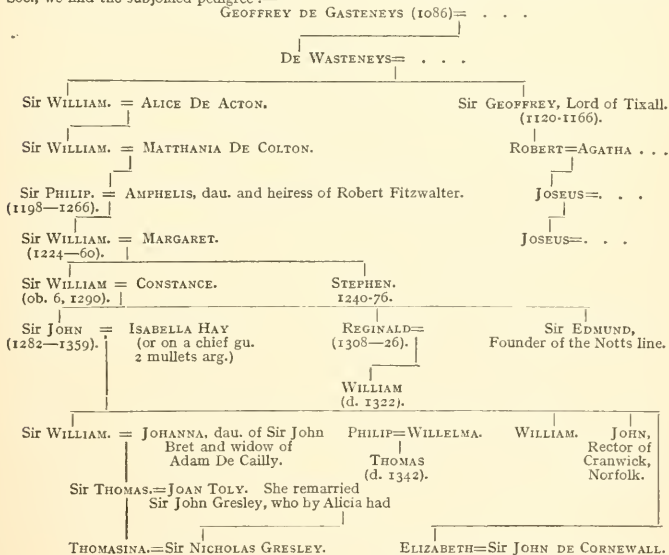 GEOFFREY DE GASTENEYS (1086)= . . .
DE WASTENEYS= . . .
Sir WILLIAM. = ALICE DE ACTON. Sir GEOFFREY, Lord of Tixall.
(1120-1166).
Sir WILLIAM. = MATTHANIA DE COLTON. ROBERT=AGATHA . . .
Sir PHILIP. = AMPHELIS, dau. and heiress of Robert Fitzwalter. JOSEUS=. . .
(1198—1266).
Sir WILLIAM. = MARGARET. JOSEUS=. . .
(1224—60).
Sir WILLIAM = CONSTANCE. STEPHEN.
(ob. 6, 1290). 1240-76.
Sir JOHN = ISABELLA HAY REGINALD= Sir EDMUND,
(1282—1359). (or on a chief gu. (1308—26). Founder of the Notts line.
2 mullets arg.)
WILLIAM
(d. 1322).
Sir WILLIAM. = JOHANNA, dau. of Sir John PHILIP=WILLELMA. WILLIAM. JOHN,
Bret and widow of Rector of
Adam De Cailly. THOMAS Cranwick,
(d. 1342). Norfolk.
Sir THOMAS.=JOAN TOLY. She remarried
Sir John Gresley, who by Alicia had
THOMASINA.=Sir NICHOLAS GRESLEY. ELIZABETH=Sir JOHN DE CORNEWALL.